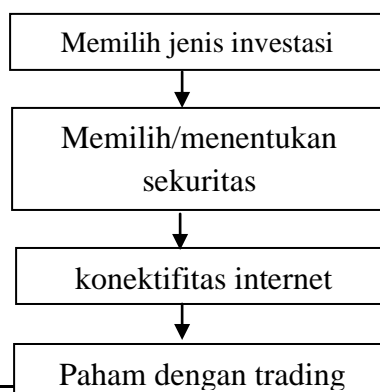 Memilih jenis investasi
Memilih/menentukan
sekuritas
konektifitas internet
Paham dengan trading